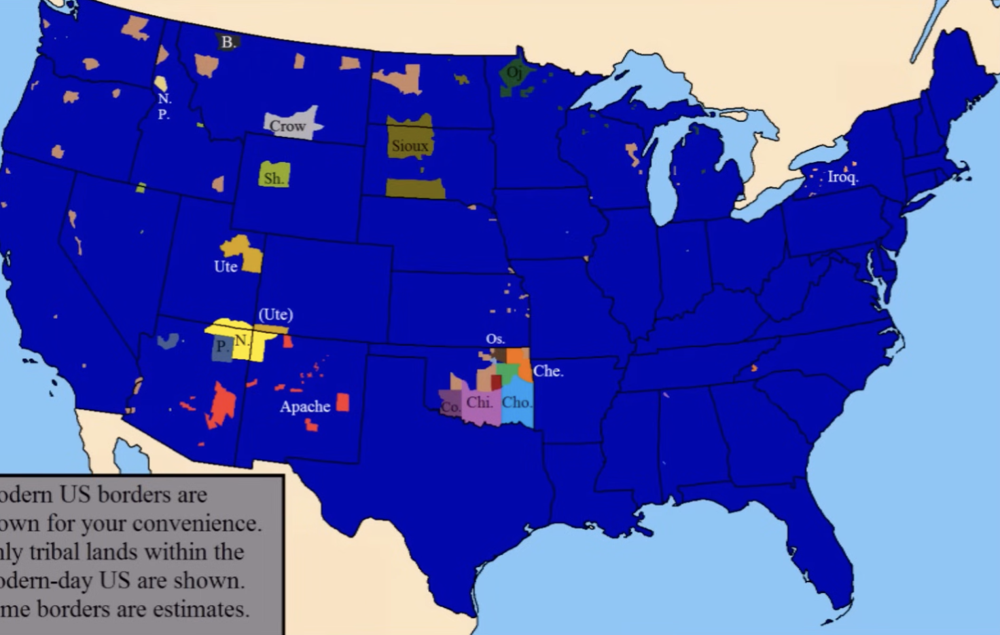 B.
Oj
N.
P.
Crow
Sioux
Sh.
Iroq.
Ute
(Ute)
P. N.
Os.
Che.
Apache
Co. Chi. Cho.
odern US borders are
own for your convenience.
nly tribal lands within the
odern-day US are shown.
me borders are estimates.